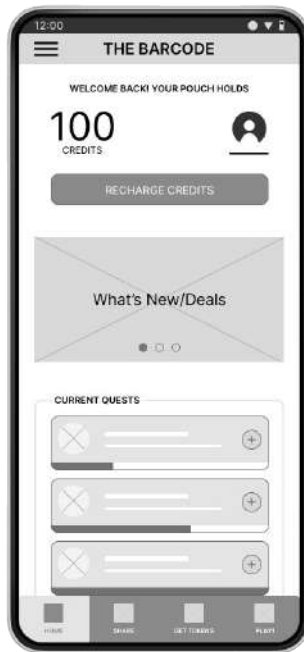 12:00
THE BARCODE
WELCOME BACK! YOUR POUCH HOLDS
100
CREDITS
RECHARGE CREDITS
What's New/Deals
CURRENT QUESTS
HOME
SHARE
GET TOKENS
PLAY!